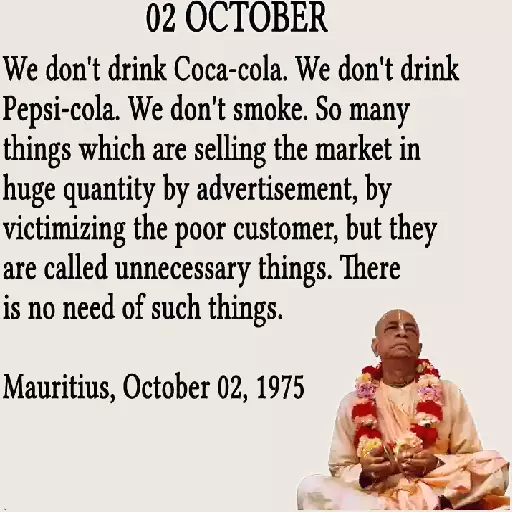 02 OCTOBER
We don't drink Coca-cola. We don't drink
Pepsi-cola. We don't smoke. So many
things which are selling the market in
huge quantity by advertisement, by
victimizing the poor customer, but they
are called unnecessary things. There
is no need of such things.
Mauritius, October 02, 1975